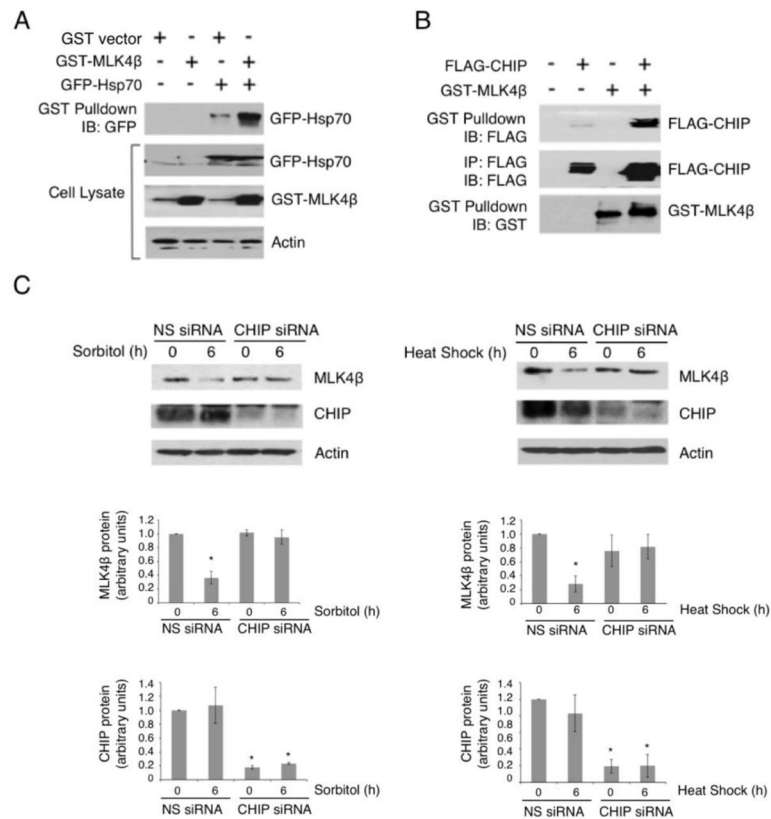 A
GST vector + - + -
GST-MLK4β - + - +
GFP-Hsp70 - - + +
GST Pulldown
IB: GFP
GFP-Hsp70
Cell Lysate
GFP-Hsp70
GST-MLK4β
Actin
B
FLAG-CHIP - + - +
GST-MLK4β - - + +
GST Pulldown
IB: FLAG
FLAG-CHIP
IP: FLAG
IB: FLAG
FLAG-CHIP
GST Pulldown
IB: GST
GST-MLK4β
C
NS siRNA CHIP siRNA
Sorbitol (h) 0 6 0 6
MLK4β
CHIP
Actin
NS siRNA CHIP siRNA
Heat Shock (h) 0 6 0 6
MLK4β
CHIP
Actin
MLK4β protein
(arbitrary units)
1.2
1.0
0.8
0.6
0.4
0.2
0
*
0 6 0 6 Sorbitol (h)
NS siRNA CHIP siRNA
MLK4β protein
(arbitrary units)
1.2
1.0
0.8
0.6
0.4
0.2
0
*
0 6 0 6 Heat Shock (h)
NS siRNA CHIP siRNA
CHIP protein
(arbitrary units)
1.4
1.2
1.0
0.8
0.6
0.4
0.2
0
* *
0 6 0 6 Sorbitol (h)
NS siRNA CHIP siRNA
CHIP protein
(arbitrary units)
1.4
1.2
1.0
0.8
0.6
0.4
0.2
0
* *
0 6 0 6 Heat Shock (h)
NS siRNA CHIP siRNA